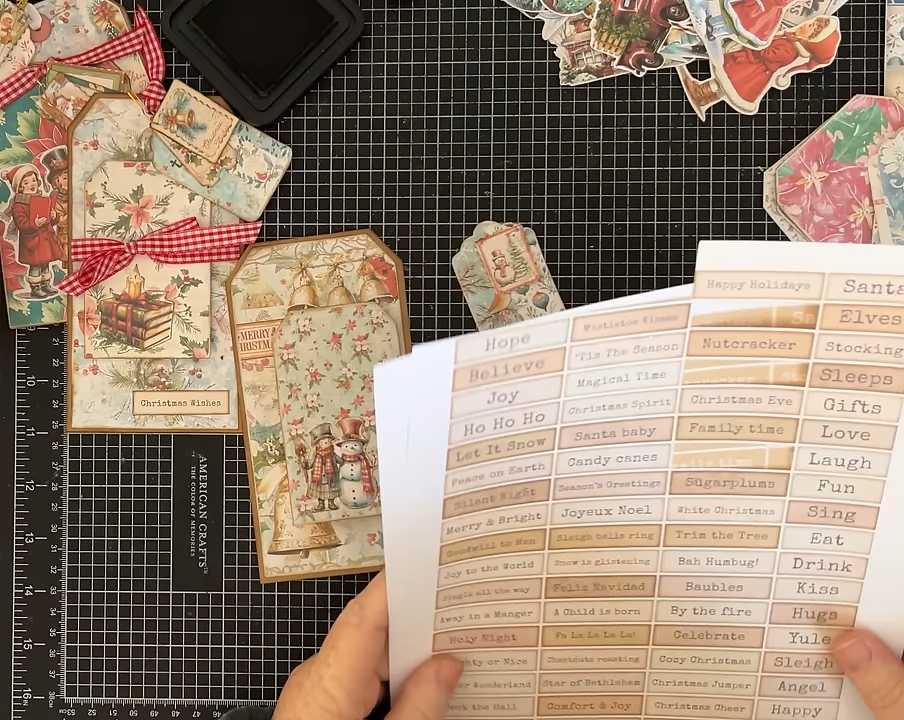 MERRY
Christmas Wishes
AMERICAN CRAFTS™
THE COLOR OF MEMORIES
Hope
Believe
Joy
Ho Ho Ho
Let It Snow
Peace on Earth
Silent Night
Merry & Bright
Goodwill to Men
Joy to the World
Jingle all the way
Away in a Manger
Holy Night
or Nice
Wonderland
the Hall
Mistletoe Kisses
'Tis The Season
Magical Time
Christmas Spirit
Santa baby
Candy canes
Season's Greetings
Joyeux Noel
Sleigh bells ring
Snow is glistening
Feliz Navidad
A Child is born
Fa La La La La!
Chestnuts roasting
Star of Bethlehem
Comfort & Joy
Happy Holidays
Nutcracker
Christmas Eve
Family time
Sugarplums
White Christmas
Trim the Tree
Bah Humbug!
Baubles
By the fire
Celebrate
Cozy Christmas
Christmas Jumper
Christmas Cheer
Santa
Elves
Stocking
Sleeps
Gifts
Love
Laugh
Fun
Sing
Eat
Drink
Kiss
Hugs
Yule
Sleigh
Angel
Happy